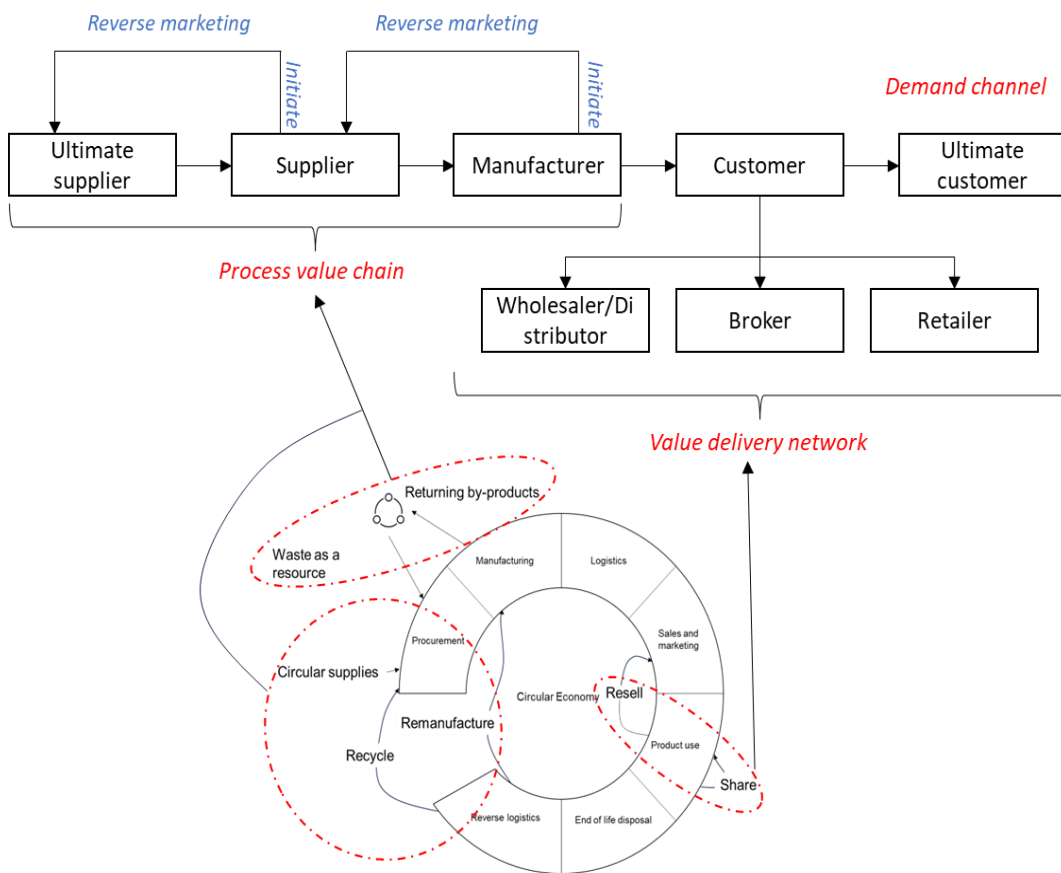 Reverse marketing
Reverse marketing
Initiate
Initiate
Demand channel
Ultimate
supplier
Supplier
Manufacturer
Customer
Ultimate
customer
Process value chain
Wholesaler/Di
stributor
Broker
Retailer
Value delivery network
Returning by-products
Waste as a
resource
Manufacturing
Logistics
Procurement
Sales and
marketing
Circular supplies
Circular Economy
Resell
Remanufacture
Recycle
Product use
Share
Reverse logistics
End of life disposal